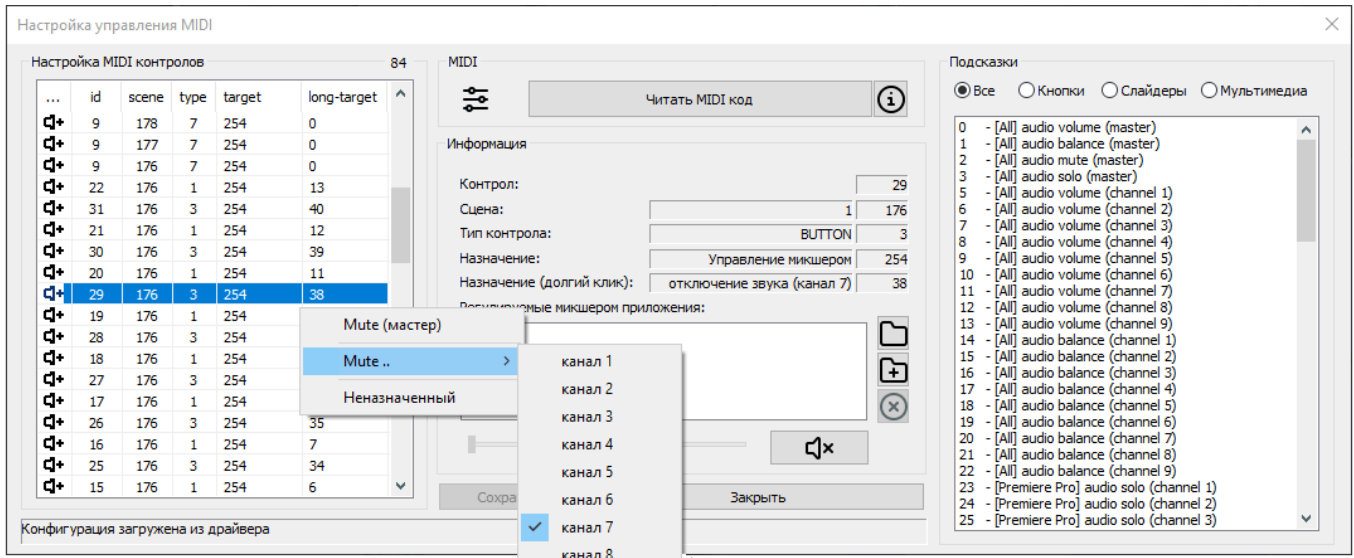 Настройка управления MIDI
Настройка MIDI контролов 84
... id scene type target long-target
9 178 7 254 0
9 177 7 254 0
9 176 7 254 0
22 176 1 254 13
31 176 3 254 40
21 176 1 254 12
30 176 3 254 39
20 176 1 254 11
29 176 3 254 38
19 176 1 254
28 176 3 254
18 176 1 254
27 176 3 254
17 176 1 254
26 176 3 254 35
16 176 1 254 7
25 176 3 254 34
15 176 1 254 6
Конфигурация загружена из драйвера
Mute (мастер)
Mute ..
Неназначенный
канал 1
канал 2
канал 3
канал 4
канал 5
канал 6
канал 7
канал 8
MIDI
Читать MIDI код
Информация
Контрол: 29
Сцена: 1 176
Тип контрола: BUTTON 3
Назначение: Управление микшером 254
Назначение (долгий клик): отключение звука (канал 7) 38
Регулируемые микшером приложения:
Сохра
Закрыть
Подсказки
Все Кнопки Слайдеры Мультимедиа
0 - [All] audio volume (master)
1 - [All] audio balance (master)
2 - [All] audio mute (master)
3 - [All] audio solo (master)
5 - [All] audio volume (channel 1)
6 - [All] audio volume (channel 2)
7 - [All] audio volume (channel 3)
8 - [All] audio volume (channel 4)
9 - [All] audio volume (channel 5)
10 - [All] audio volume (channel 6)
11 - [All] audio volume (channel 7)
12 - [All] audio volume (channel 8)
13 - [All] audio volume (channel 9)
14 - [All] audio balance (channel 1)
15 - [All] audio balance (channel 2)
16 - [All] audio balance (channel 3)
17 - [All] audio balance (channel 4)
18 - [All] audio balance (channel 5)
19 - [All] audio balance (channel 6)
20 - [All] audio balance (channel 7)
21 - [All] audio balance (channel 8)
22 - [All] audio balance (channel 9)
23 - [Premiere Pro] audio solo (channel 1)
24 - [Premiere Pro] audio solo (channel 2)
25 - [Premiere Pro] audio solo (channel 3)